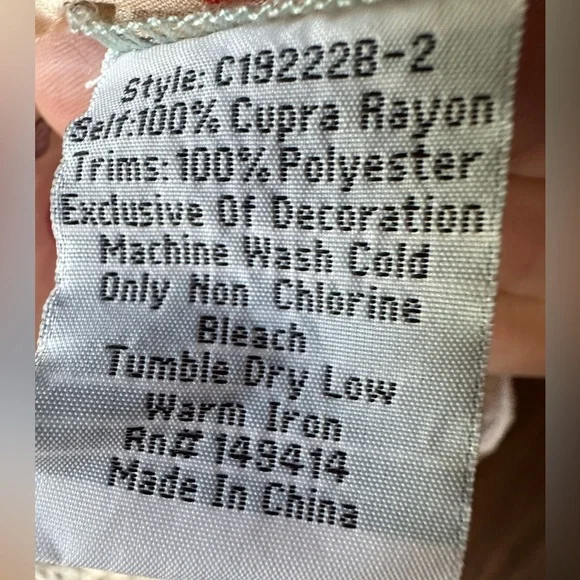 Style: C19222B-2
Self:100% Cupra Rayon
Trims:100% Polyester
Exclusive Of Decoration
Machine Wash Cold
Only Non Chlorine
Bleach
Tumble Dry Low
Warm Iron
Rn# 149414
Made In China